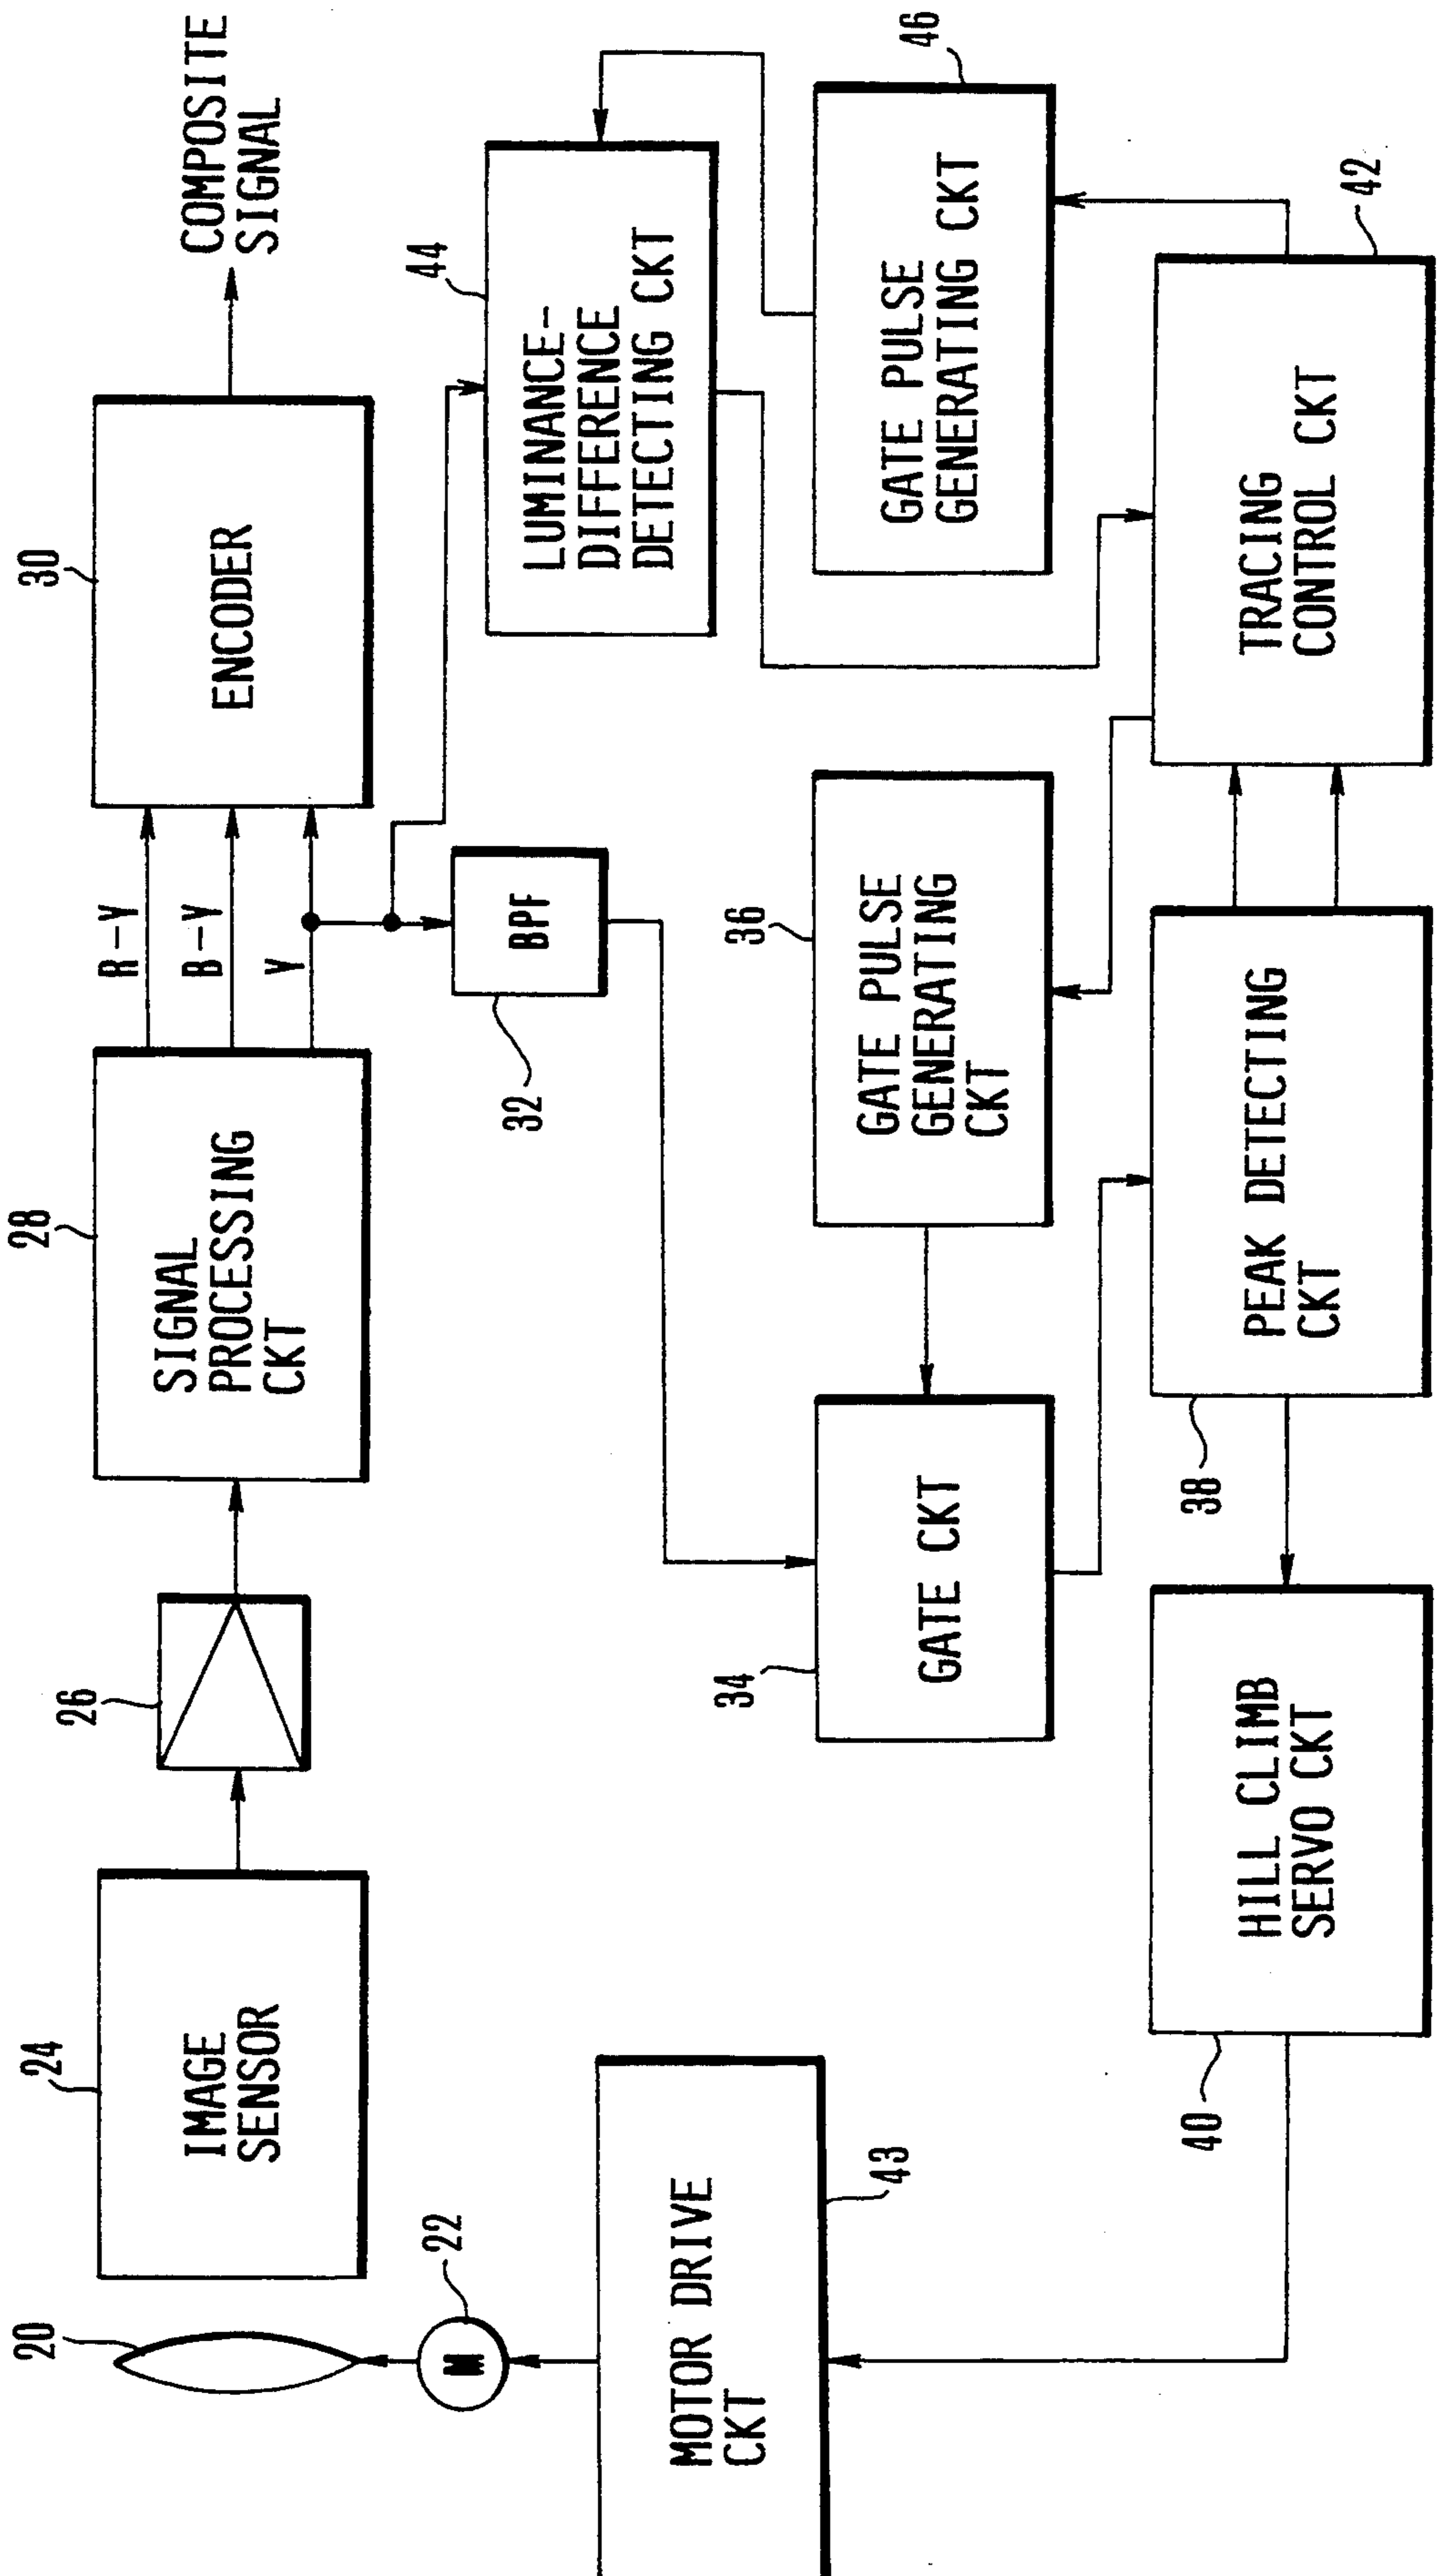 20
24
IMAGE
SENSOR
26
28
SIGNAL
PROCESSING
CKT
R-Y
B-Y
Y
30
ENCODER
COMPOSITE
SIGNAL
22
M
MOTOR DRIVE
CKT
43
32
BPF
44
LUMINANCE-
DIFFERENCE
DETECTING CKT
34
GATE CKT
36
GATE PULSE
GENERATING
CKT
GATE PULSE
GENERATING CKT
46
40
HILL CLIMB
SERVO CKT
38
PEAK DETECTING
CKT
TRACING
CONTROL CKT
42